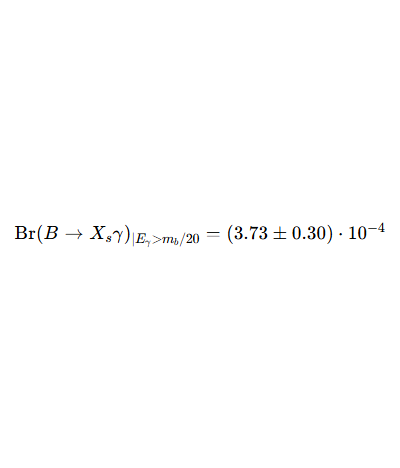 Br(B → X_sγ)_{|E_γ>m_b/20} = (3.73 ± 0.30) · 10^{−4}